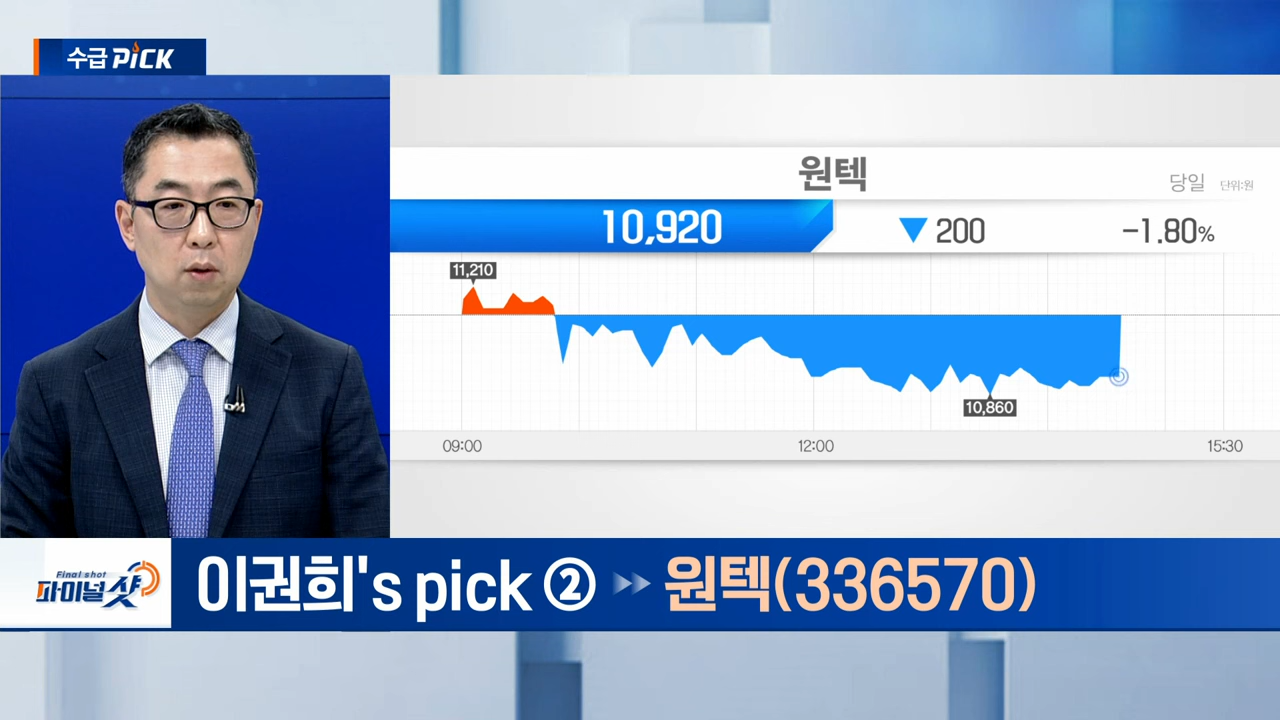 수급 PiCK
원텍
당일 단위:원
10,920 ▼ 200 -1.80%
11,210
10,860
09:00 12:00 15:30
Final shot
파이널샷
이권희's pick ② 원텍(336570)